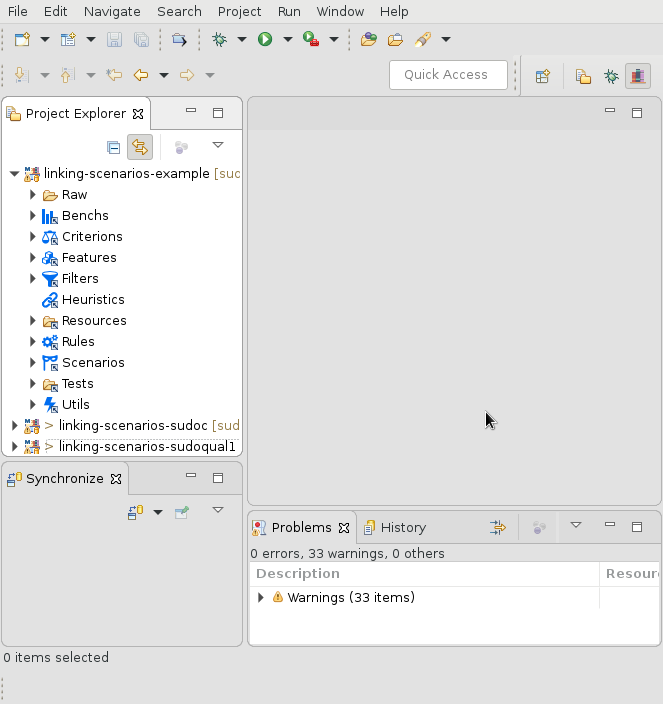 File Edit Navigate Search Project Run Window Help
Quick Access
Project Explorer
linking-scenarios-example [suc
Raw
Benchs
Criterions
Features
Filters
Heuristics
Resources
Rules
Scenarios
Tests
Utils
> linking-scenarios-sudoc [sud
> linking-scenarios-sudoqual1
Synchronize
Problems History
0 errors, 33 warnings, 0 others
Description Resour
Warnings (33 items)
0 items selected